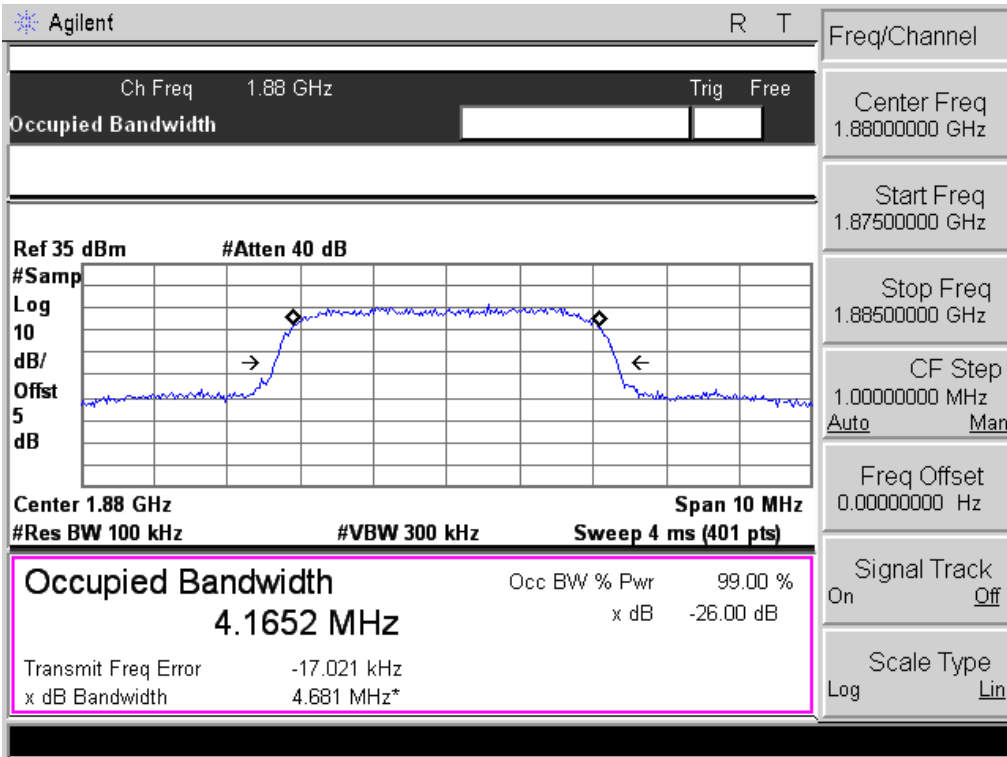 Agilent R T
Ch Freq 1.88 GHz Trig Free
Occupied Bandwidth
Ref 35 dBm #Atten 40 dB
#Samp
Log
10
dB/
Offst
5
dB
Center 1.88 GHz Span 10 MHz
#Res BW 100 kHz #VBW 300 kHz Sweep 4 ms (401 pts)
Occupied Bandwidth Occ BW % Pwr 99.00 %
4.1652 MHz x dB -26.00 dB
Transmit Freq Error -17.021 kHz
x dB Bandwidth 4.681 MHz*
Freq/Channel
Center Freq
1.88000000 GHz
Start Freq
1.87500000 GHz
Stop Freq
1.88500000 GHz
CF Step
1.00000000 MHz
Auto Man
Freq Offset
0.00000000 Hz
Signal Track
On Off
Scale Type
Log Lin